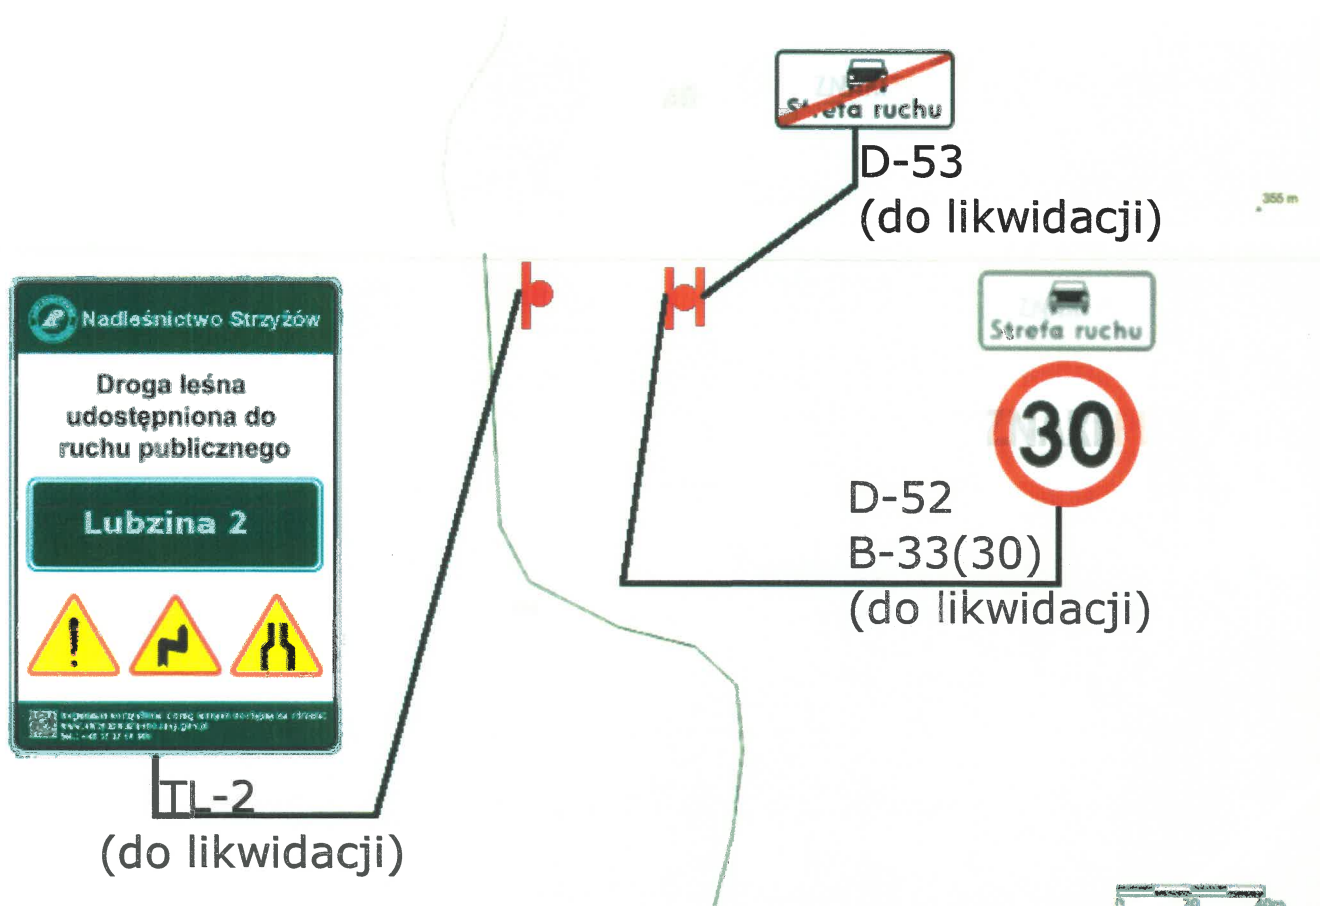 Strefa ruchu
D-53
(do likwidacji)
355 m
Strefa ruchu
30
D-52
B-33(30)
(do likwidacji)
Nadleśnictwo Strzyżów
Droga leśna
udostępniona do
ruchu publicznego
Lubzina 2
TL-2
(do likwidacji)
0